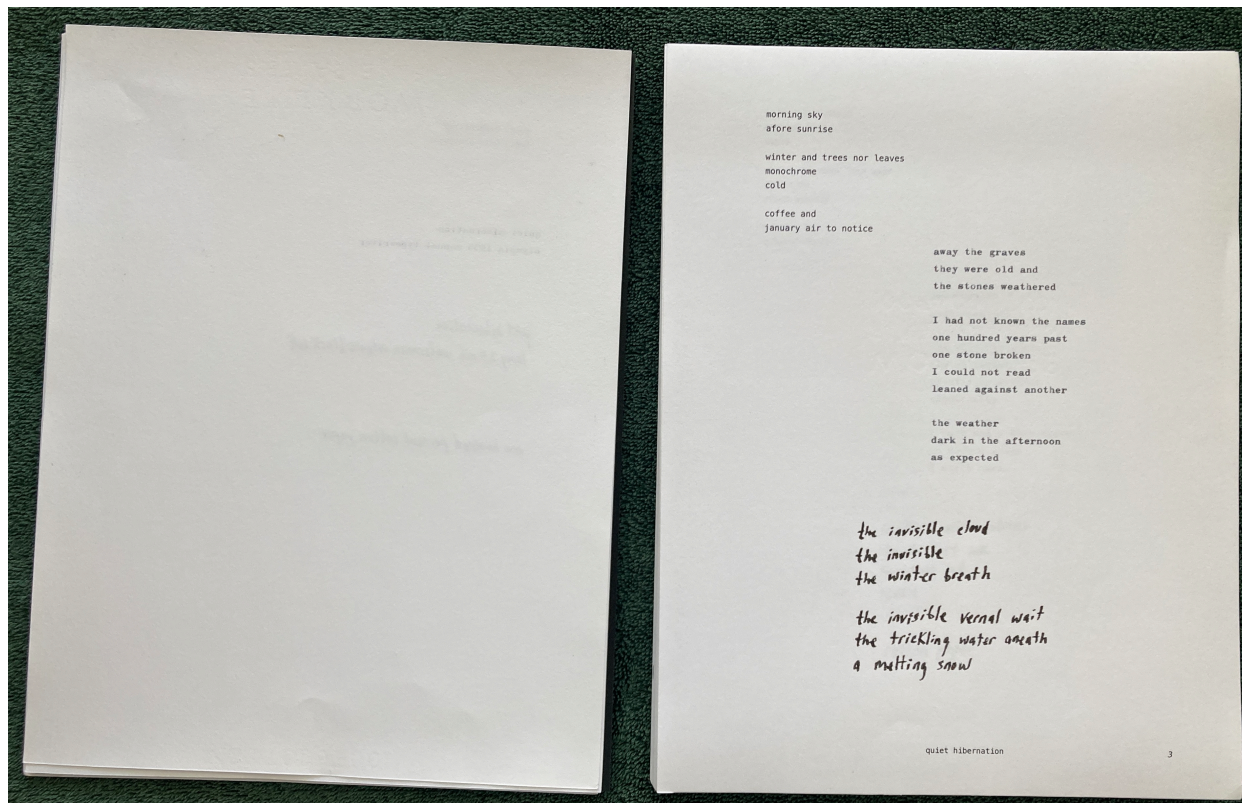 morning sky
afore sunrise
winter and trees nor leaves
monochrome
cold
coffee and
january air to notice
away the graves
they were old and
the stones weathered
I had not known the names
one hundred years past
one stone broken
I could not read
leaned against another
the weather
dark in the afternoon
as expected
the invisible cloud
the invisible
the winter breath
the invisible vernal wait
the trickling water aneath
a melting snow
quiet hibernation
3